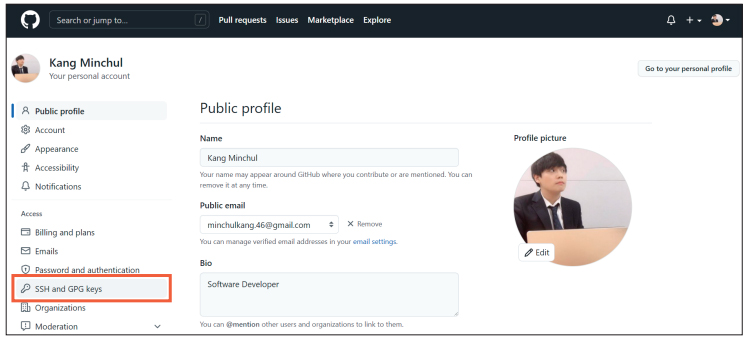 Search or jump to... / Pull requests Issues Marketplace Explore
Kang Minchul
Your personal account
Go to your personal profile
Public profile
Account
Appearance
Accessibility
Notifications
Access
Billing and plans
Emails
Password and authentication
SSH and GPG keys
Organizations
Moderation
Public profile
Name
Kang Minchul
Your name may appear around GitHub where you contribute or are mentioned. You can
remove it at any time.
Public email
minchulkang.46@gmail.com Remove
You can manage verified email addresses in your email settings.
Bio
Software Developer
You can @mention other users and organizations to link to them.
Profile picture
Edit